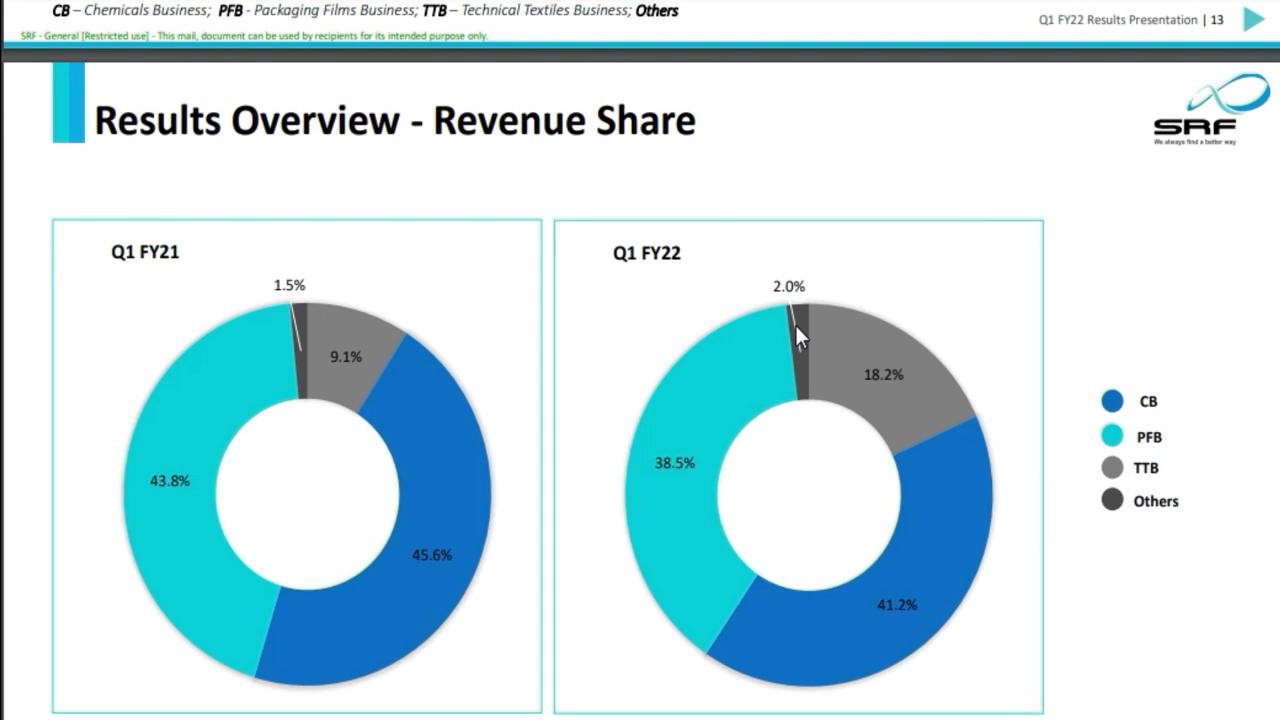 CB – Chemicals Business; PFB - Packaging Films Business; TTB – Technical Textiles Business; Others
Q1 FY22 Results Presentation | 13
SRF - General [Restricted use] - This mail, document can be used by recipients for its intended purpose only.
Results Overview - Revenue Share
SRF
We always find a better way
Q1 FY21
1.5%
9.1%
43.8%
45.6%
Q1 FY22
2.0%
18.2%
38.5%
41.2%
CB
PFB
TTB
Others